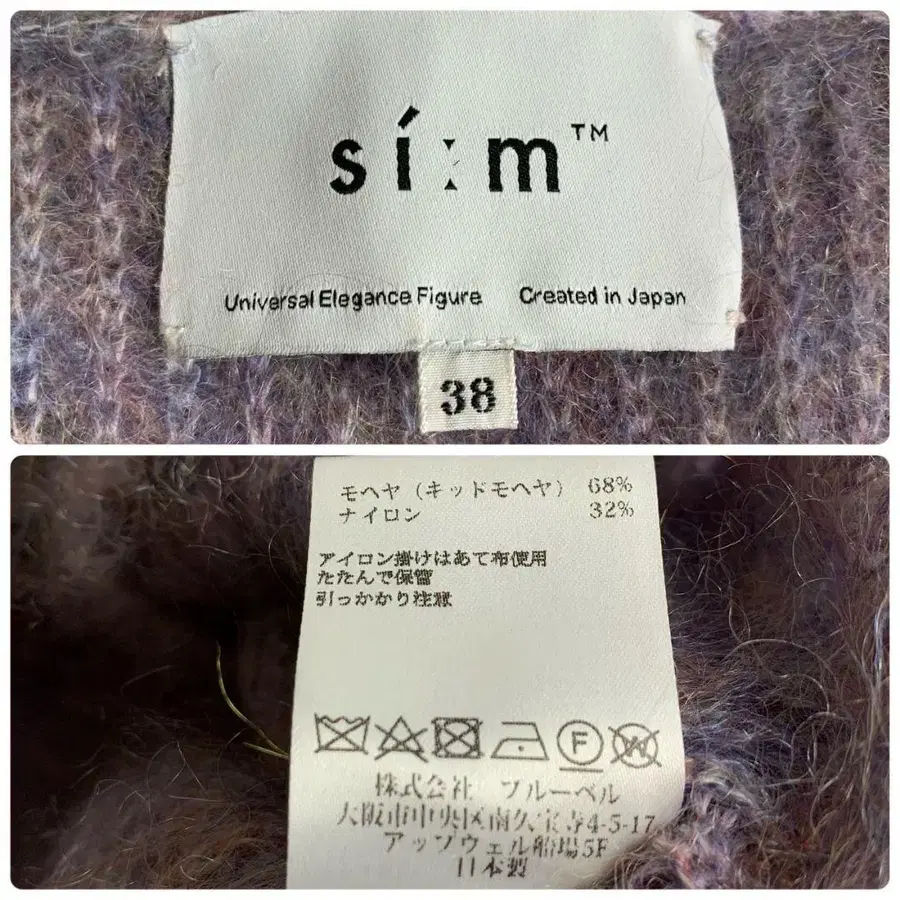 sí:m™
Universal Elegance Figure Created in Japan
38
モヘヤ（キッドモヘヤ） 68%
ナイロン 32%
アイロン掛けはあて布使用
たたんで保管
引っかかり注意
F W
株式会社 ブルーベル
大阪市中央区南久宝寺4-5-17
アップウェル船場5F
日本製